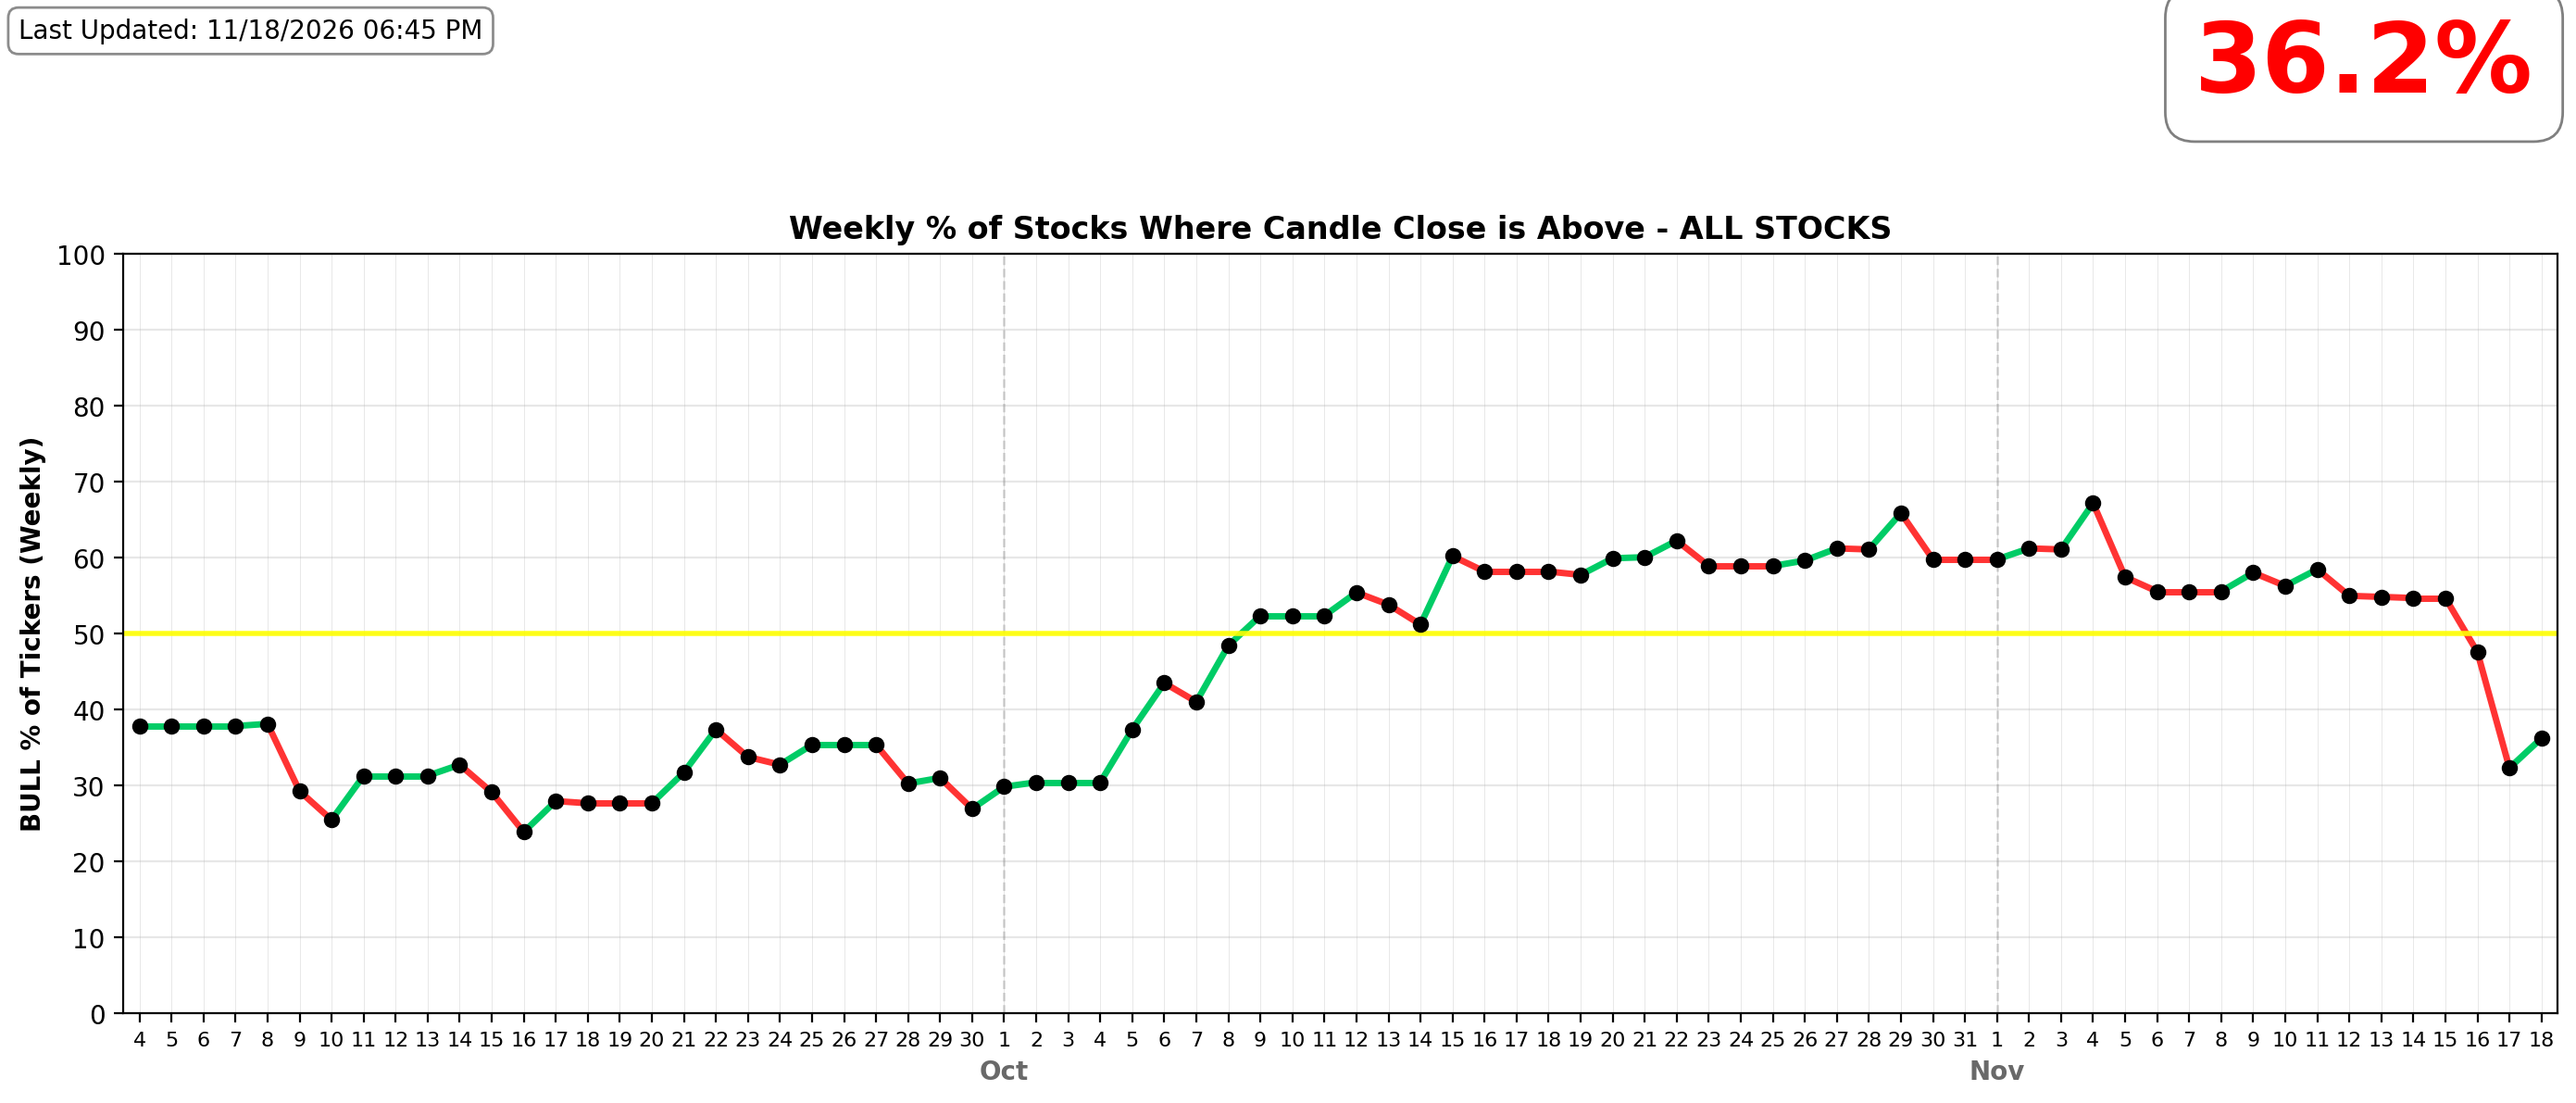 Last Updated: 11/18/2026 06:45 PM
36.2%
Weekly % of Stocks Where Candle Close is Above - ALL STOCKS
BULL % of Tickers (Weekly)
100
90
80
70
60
50
40
30
20
10
0
4 5 6 7 8 9 10 11 12 13 14 15 16 17 18 19 20 21 22 23 24 25 26 27 28 29 30 1 2 3 4 5 6 7 8 9 10 11 12 13 14 15 16 17 18 19 20 21 22 23 24 25 26 27 28 29 30 31 1 2 3 4 5 6 7 8 9 10 11 12 13 14 15 16 17 18
Oct Nov